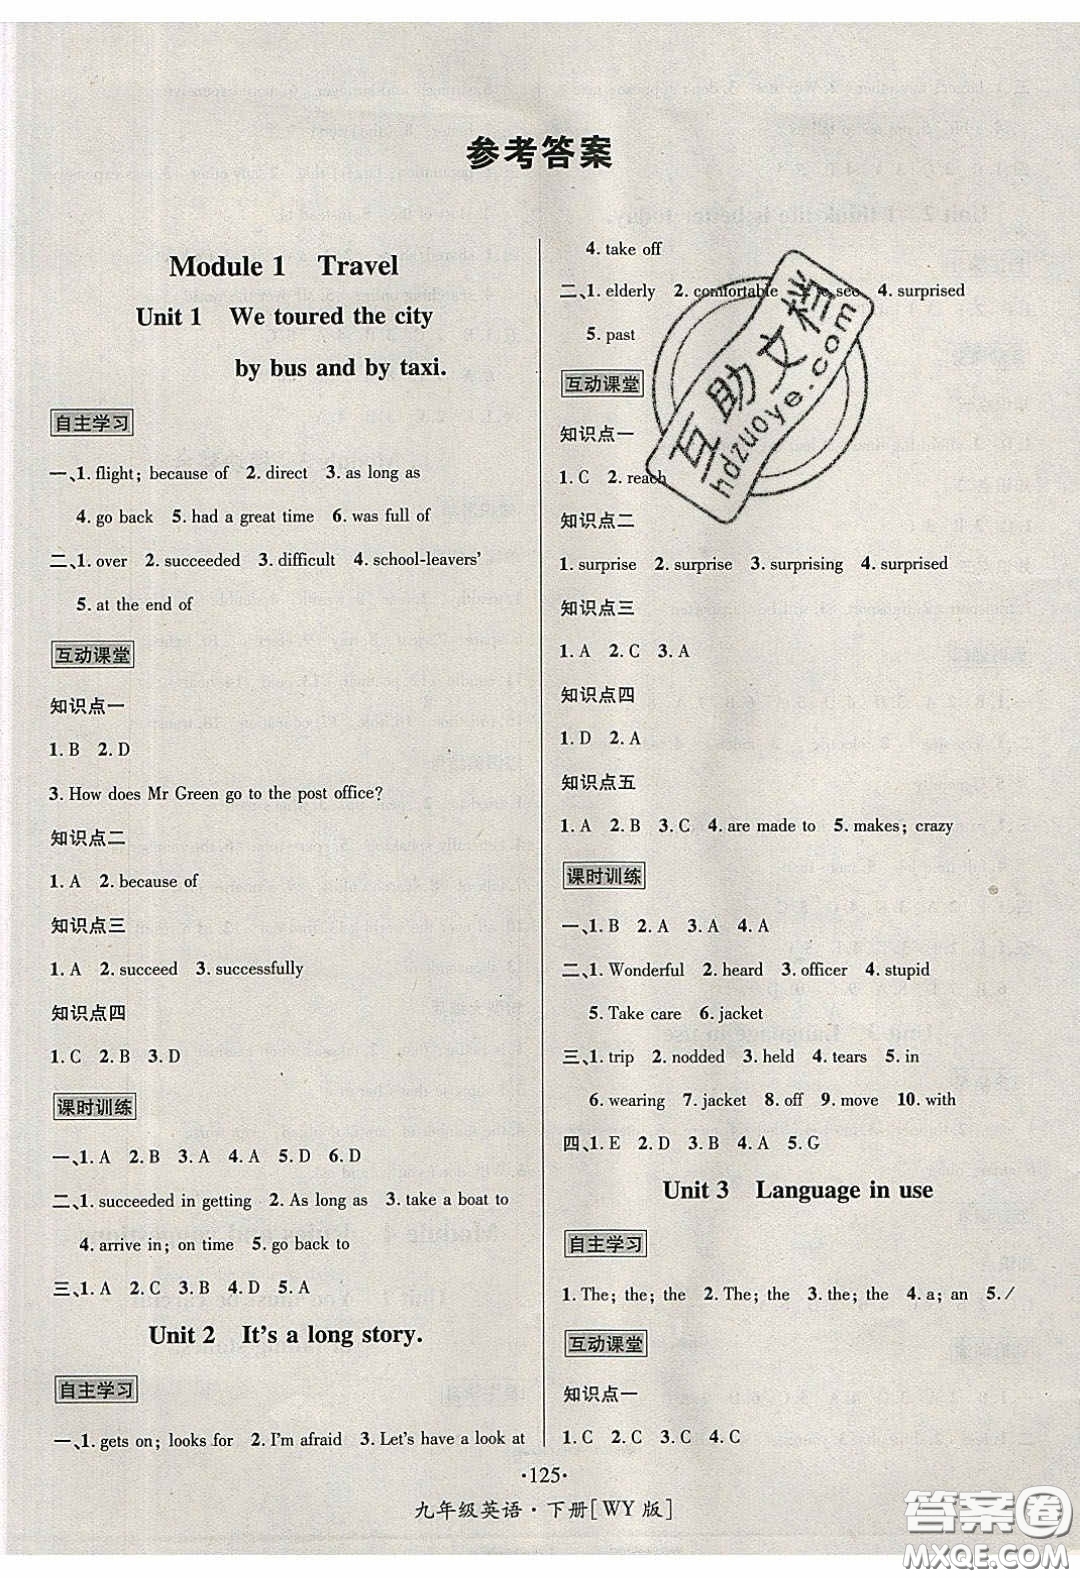 参考答案
Module 1 Travel
Unit 1 We toured the city
by bus and by taxi.
自主学习
一、1. flight; because of 2. direct 3. as long as
4. go back 5. had a great time 6. was full of
二、1. over 2. succeeded 3. difficult 4. school-leavers'
5. at the end of
互动课堂
知识点一
1. B 2. D
3. How does Mr Green go to the post office?
知识点二
1. A 2. because of
知识点三
1. A 2. succeed 3. successfully
知识点四
1. C 2. B 3. D
课时训练
一、1. A 2. B 3. A 4. A 5. D 6. D
二、1. succeeded in getting 2. As long as 3. take a boat to
4. arrive in; on time 5. go back to
三、1. A 2. C 3. B 4. D 5. A
Unit 2 It's a long story.
自主学习
一、1. gets on; looks for 2. I'm afraid 3. Let's have a look at
4. take off
二、1. elderly 2. comfortable 3. to see 4. surprised
5. past
互动课堂
知识点一
1. C 2. reach
知识点二
1. surprise 2. surprise 3. surprising 4. surprised
知识点三
1. A 2. C 3. A
知识点四
1. D 2. A
知识点五
1. A 2. B 3. C 4. are made to 5. makes; crazy
课时训练
一、1. B 2. A 3. A 4. A
二、1. Wonderful 2. heard 3. officer 4. stupid
5. Take care 6. jacket
三、1. trip 2. nodded 3. held 4. tears 5. in
6. wearing 7. jacket 8. off 9. move 10. with
四、1. E 2. D 3. B 4. A 5. G
Unit 3 Language in use
自主学习
1. The; the; the 2. The; the 3. the; the 4. a; an 5. /
互动课堂
知识点一
1. C 2. C 3. C 4. C
·125·
九年级英语·下册[WY版]
互助文档
hdzuoye.com
答案圈
MXQE.COM